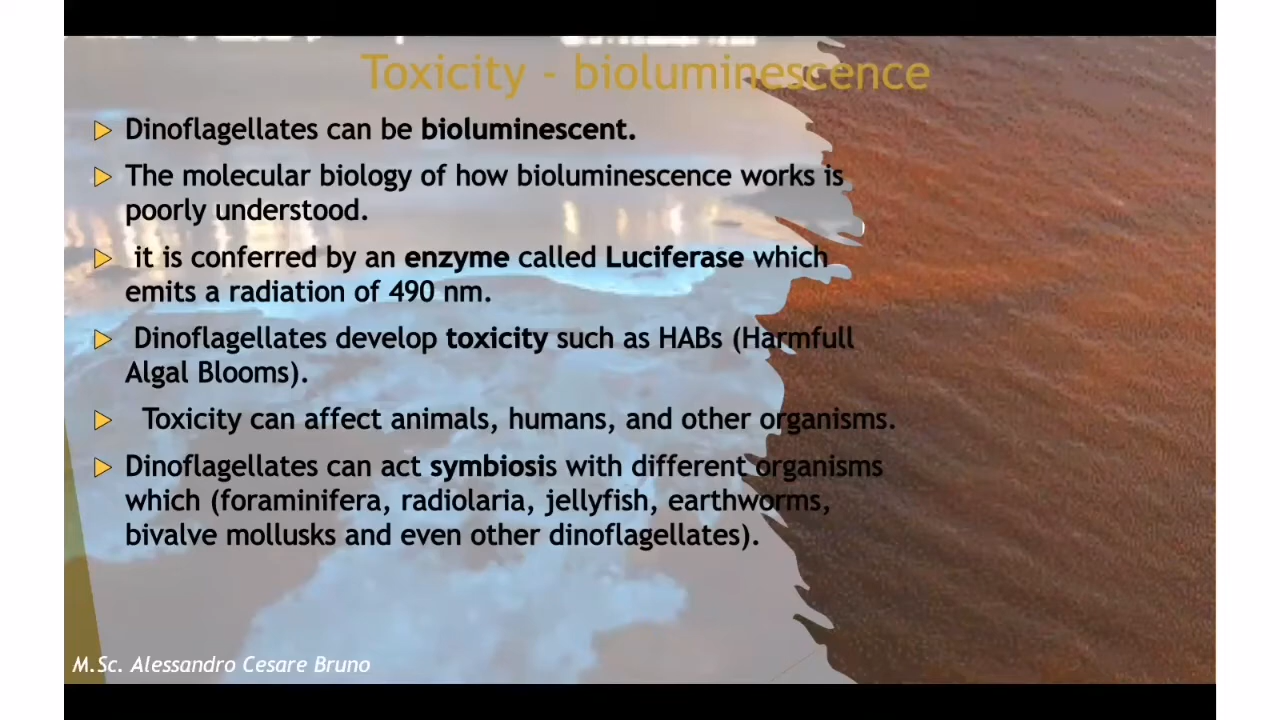 Toxicity - bioluminescence
Dinoflagellates can be bioluminescent.
The molecular biology of how bioluminescence works is
poorly understood.
it is conferred by an enzyme called Luciferase which
emits a radiation of 490 nm.
Dinoflagellates develop toxicity such as HABs (Harmfull
Algal Blooms).
Toxicity can affect animals, humans, and other organisms.
Dinoflagellates can act symbiosis with different organisms
which (foraminifera, radiolaria, jellyfish, earthworms,
bivalve mollusks and even other dinoflagellates).
M.Sc. Alessandro Cesare Bruno